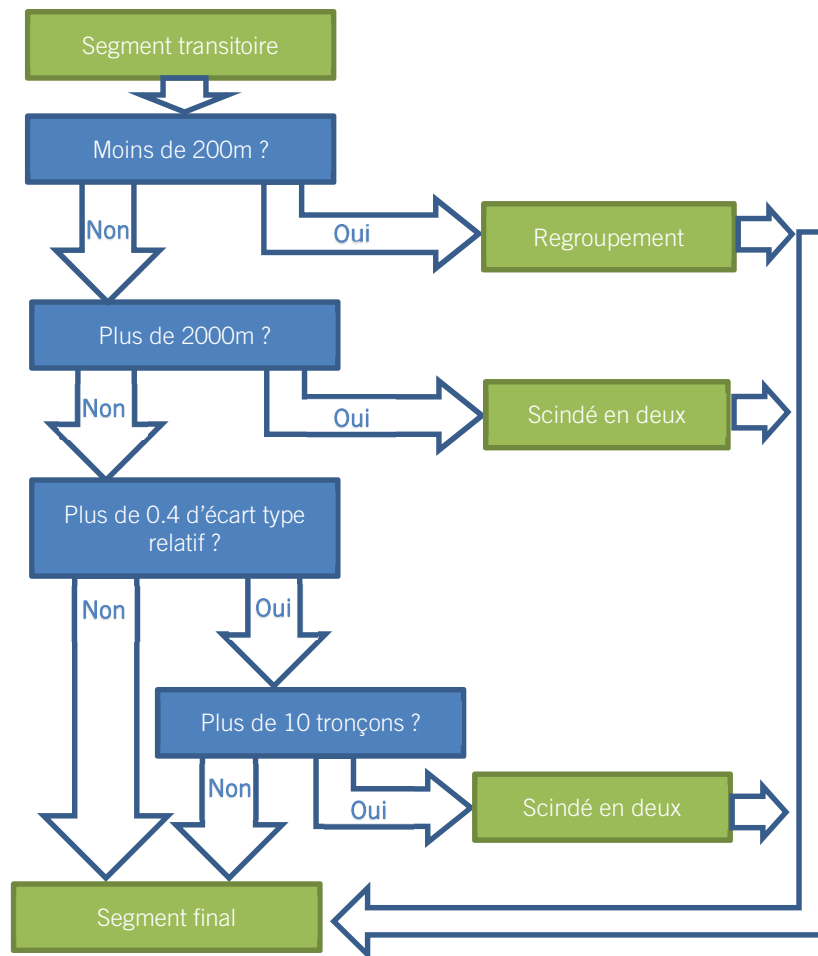 Segment transitoire
Moins de 200m ?
Non
Oui
Regroupement
Plus de 2000m ?
Non
Oui
Scindé en deux
Plus de 0.4 d'écart type
relatif ?
Non
Oui
Plus de 10 tronçons ?
Non
Oui
Scindé en deux
Segment final